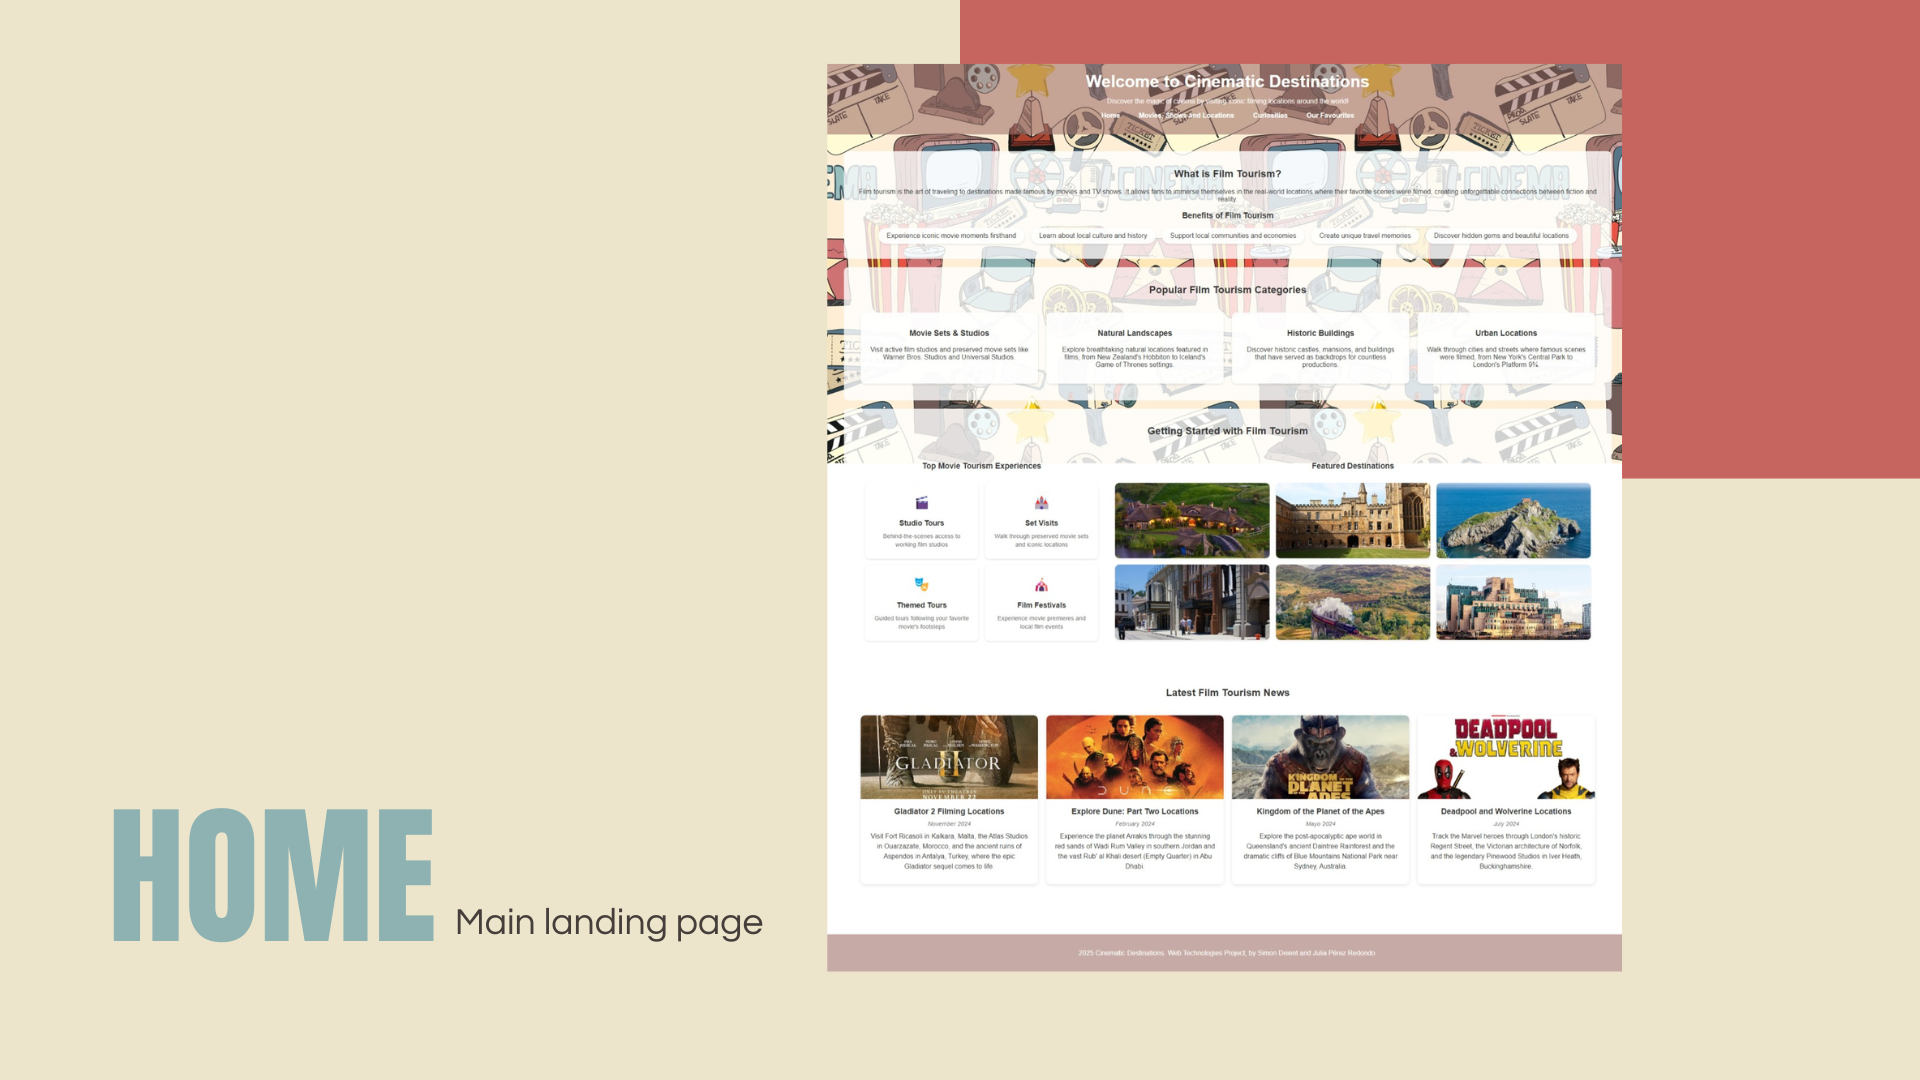 Welcome to Cinematic Destinations
Discover the magic of cinema by visiting iconic filming locations around the world!
Home Movies, Shows and Locations Curiosities Our Favourites
What is Film Tourism?
Film tourism is the art of traveling to destinations made famous by movies and TV shows. It allows fans to immerse themselves in the real-world locations where their favorite scenes were filmed, creating unforgettable connections between fiction and
reality.
Benefits of Film Tourism
Experience iconic movie moments firsthand
Learn about local culture and history
Support local communities and economies
Create unique travel memories
Discover hidden gems and beautiful locations
Popular Film Tourism Categories
Movie Sets & Studios
Visit active film studios and preserved movie sets like
Warner Bros. Studios and Universal Studios.
Natural Landscapes
Explore breathtaking natural locations featured in
films, from New Zealand's Hobbiton to Iceland's
Game of Thrones settings.
Historic Buildings
Discover historic castles, mansions, and buildings
that have served as backdrops for countless
productions.
Urban Locations
Walk through cities and streets where famous scenes
were filmed, from New York's Central Park to
London's Platform 9¾.
Getting Started with Film Tourism
Top Movie Tourism Experiences
Studio Tours
Behind-the-scenes access to
working film studios
Set Visits
Walk through preserved movie sets
and iconic locations
Themed Tours
Guided tours following your favorite
movie's footsteps
Film Festivals
Experience movie premieres and
local film events
Featured Destinations
Latest Film Tourism News
GLADIATOR
II
NOVEMBER 22
Gladiator 2 Filming Locations
November 2024
Visit Fort Ricasoli in Kalkara, Malta, the Atlas Studios
in Ouarzazate, Morocco, and the ancient ruins of
Aspendos in Antalya, Turkey, where the epic
Gladiator sequel comes to life.
DUNE
Explore Dune: Part Two Locations
February 2024
Experience the planet Arrakis through the stunning
red sands of Wadi Rum Valley in southern Jordan and
the vast Rub' al Khali desert (Empty Quarter) in Abu
Dhabi.
KINGDOM OF THE
PLANET
OF THE
APES
Kingdom of the Planet of the Apes
Mayo 2024
Explore the post-apocalyptic ape world in
Queensland's ancient Daintree Rainforest and the
dramatic cliffs of Blue Mountains National Park near
Sydney, Australia.
DEADPOOL
&WOLVERINE
Deadpool and Wolverine Locations
July 2024
Track the Marvel heroes through London's historic
Regent Street, the Victorian architecture of Norfolk,
and the legendary Pinewood Studios in Iver Heath,
Buckinghamshire.
2025 Cinematic Destinations. Web Technologies Project, by Simon and Julia Pérez Redondo
HOME
Main landing page